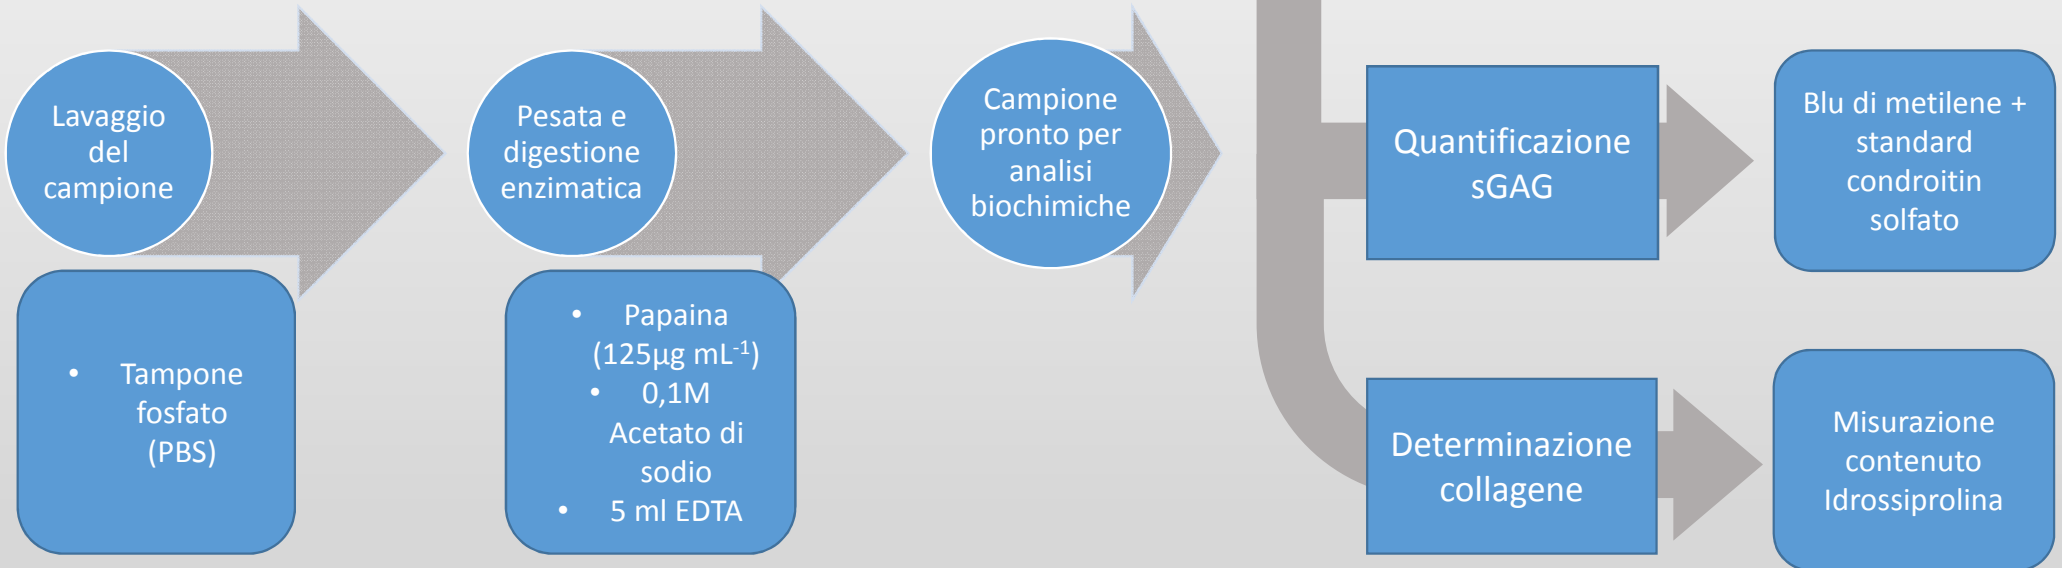 Lavaggio
del
campione
• Tampone
fosfato
(PBS)
Pesata e
digestione
enzimatica
• Papaina
(125µg mL⁻¹)
• 0,1M
Acetato di
sodio
• 5 ml EDTA
Campione
pronto per
analisi
biochimiche
Quantificazione
sGAG
Blu di metilene +
standard
condroitin
solfato
Determinazione
collagene
Misurazione
contenuto
Idrossiprolina